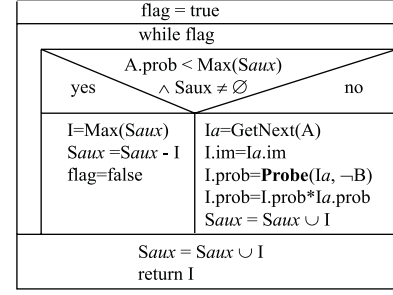 flag = true
while flag
A.prob < Max(Saux)
∧ Saux ≠ ∅
yes
no
I=Max(Saux)
Saux =Saux - I
flag=false
Ia=GetNext(A)
I.im=Ia.im
I.prob=Probe(Ia, ¬B)
I.prob=I.prob*Ia.prob
Saux = Saux ∪ I
Saux = Saux ∪ I
return I